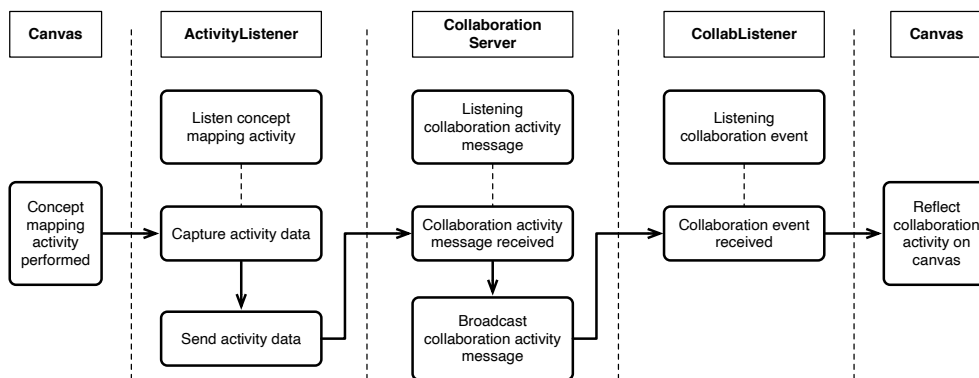 Canvas
ActivityListener
Collaboration
Server
CollabListener
Canvas
Listen concept
mapping activity
Listening
collaboration activity
message
Listening
collaboration event
Concept
mapping
activity
performed
Capture activity data
Collaboration activity
message received
Collaboration event
received
Reflect
collaboration
activity on
canvas
Send activity data
Broadcast
collaboration activity
message